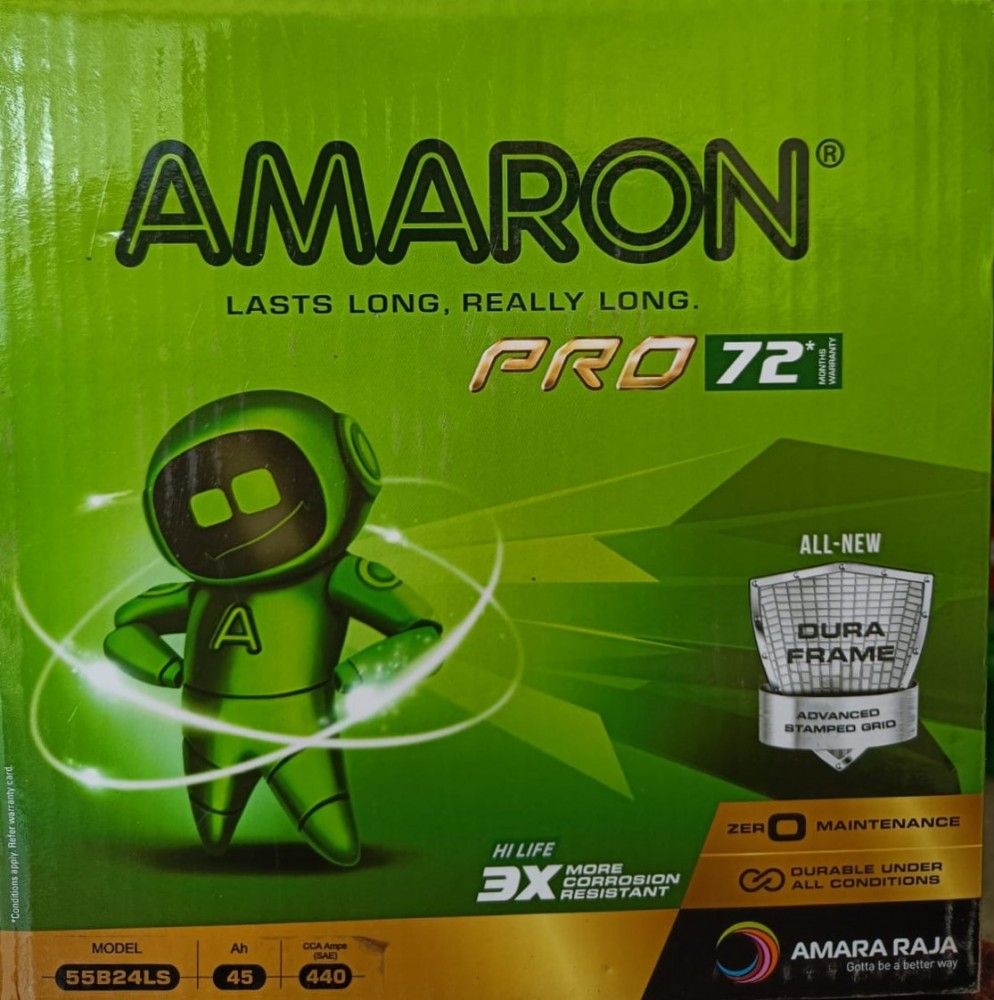 AMARON®
LASTS LONG, REALLY LONG.
PRO 72* MONTHS WARRANTY
A
ALL-NEW
DURA
FRAME
ADVANCED
STAMPED GRID
ZERO MAINTENANCE
DURABLE UNDER
ALL CONDITIONS
HI LIFE
3X MORE
CORROSION
RESISTANT
*Conditions apply. Refer warranty card.
MODEL Ah CCA Amps
(SAE)
55B24LS 45 440
AMARA RAJA
Gotta be a better way